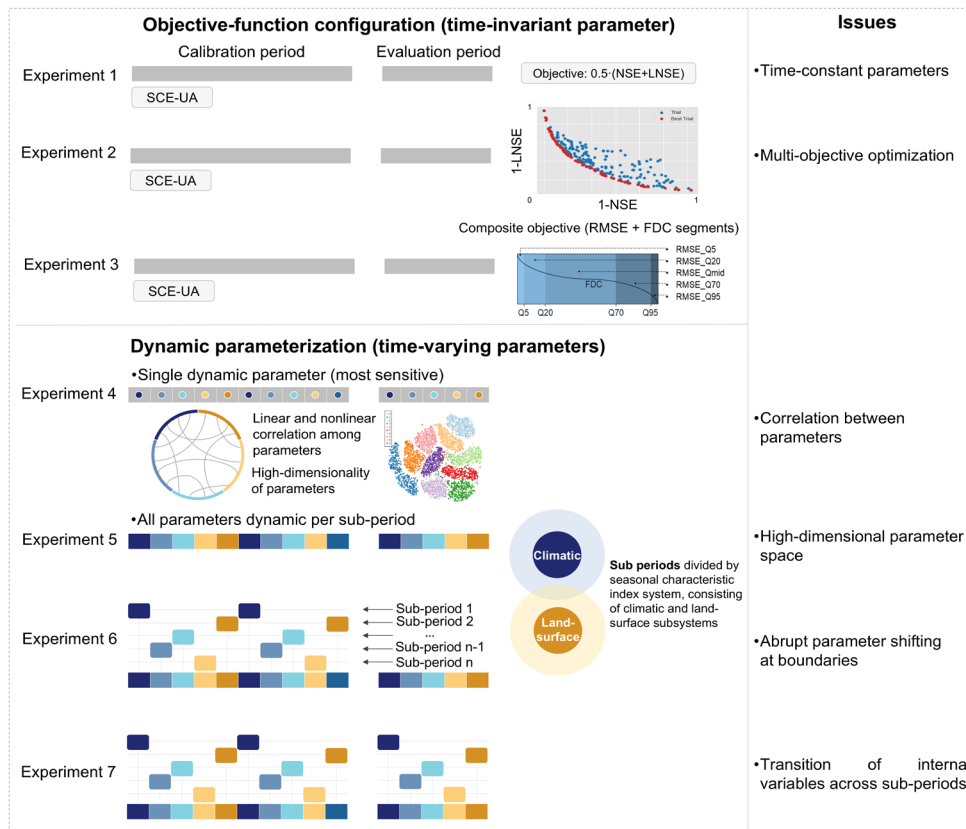 Objective-function configuration (time-invariant parameter)
Issues
Calibration period
Evaluation period
Experiment 1
SCE-UA
Objective: 0.5·(NSE+LNSE)
•Time-constant parameters
Experiment 2
SCE-UA
1
1-LNSE
Trial
Best Trial
0
1-NSE
1
•Multi-objective optimization
Composite objective (RMSE + FDC segments)
Experiment 3
SCE-UA
RMSE_Q5
RMSE_Q20
RMSE_Qmid
RMSE_Q70
RMSE_Q95
FDC
Q5
Q20
Q70
Q95
Dynamic parameterization (time-varying parameters)
•Single dynamic parameter (most sensitive)
Experiment 4
Linear and nonlinear
correlation among
parameters
High-dimensionality
of parameters
•Correlation between
parameters
•All parameters dynamic per sub-period
Experiment 5
Climatic
Land-
surface
Sub periods divided by
seasonal characteristic
index system, consisting
of climatic and land-
surface subsystems
•High-dimensional parameter
space
Experiment 6
Sub-period 1
Sub-period 2
...
Sub-period n-1
Sub-period n
•Abrupt parameter shifting
at boundaries
Experiment 7
•Transition of interna
variables across sub-periods